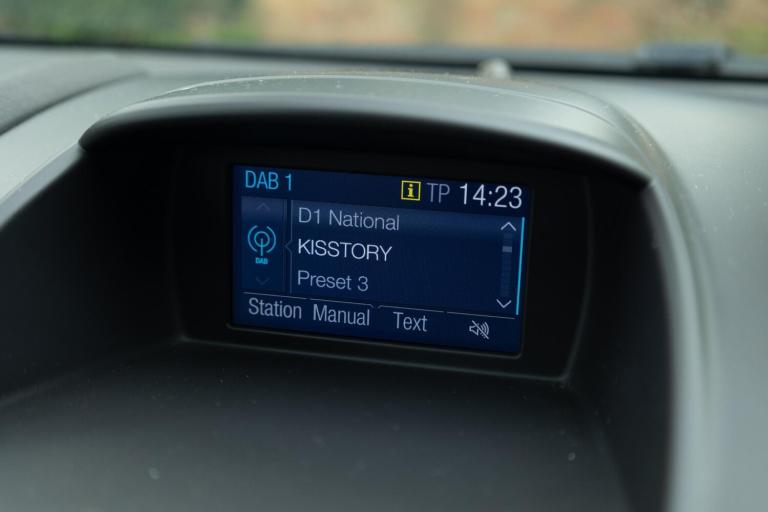 DAB 1 i TP 14:23
D1 National
DAB
KISSTORY
Preset 3
Station Manual Text